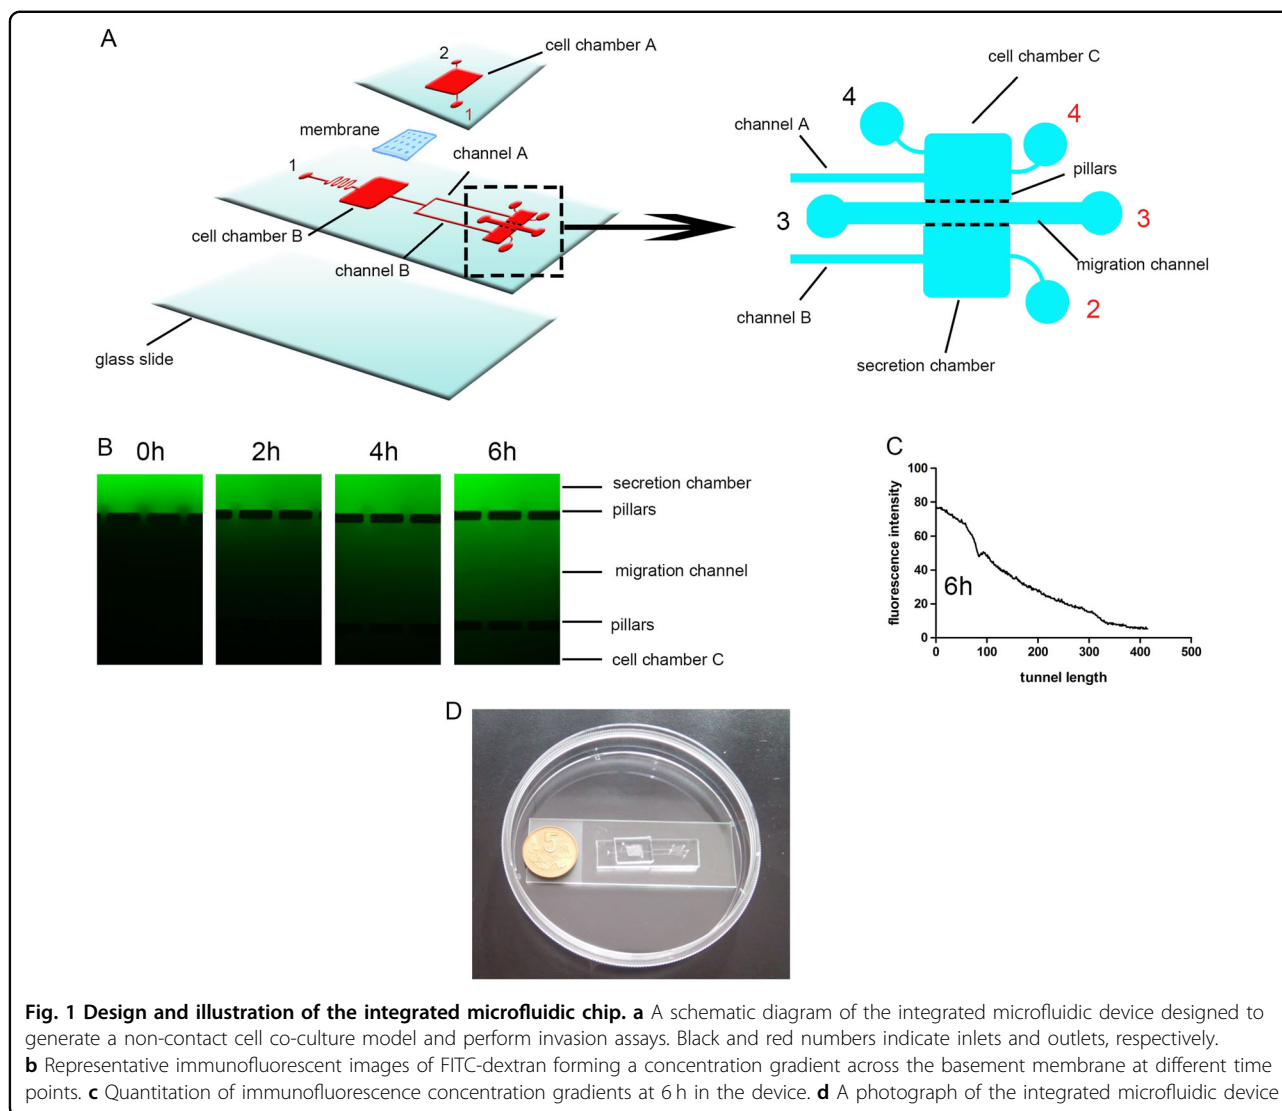 A
2
cell chamber A
1
membrane
channel A
1
cell chamber B
channel B
glass slide
cell chamber C
4
4
channel A
pillars
3
3
migration channel
channel B
2
secretion chamber
B
0h
2h
4h
6h
secretion chamber
pillars
migration channel
pillars
cell chamber C
C
100
80
60
40
20
0
fluorescence intensity
6h
0
100
200
300
400
500
tunnel length
D
5
Fig. 1 Design and illustration of the integrated microfluidic chip. a A schematic diagram of the integrated microfluidic device designed to
generate a non-contact cell co-culture model and perform invasion assays. Black and red numbers indicate inlets and outlets, respectively.
b Representative immunofluorescent images of FITC-dextran forming a concentration gradient across the basement membrane at different time
points. c Quantitation of immunofluorescence concentration gradients at 6 h in the device. d A photograph of the integrated microfluidic device